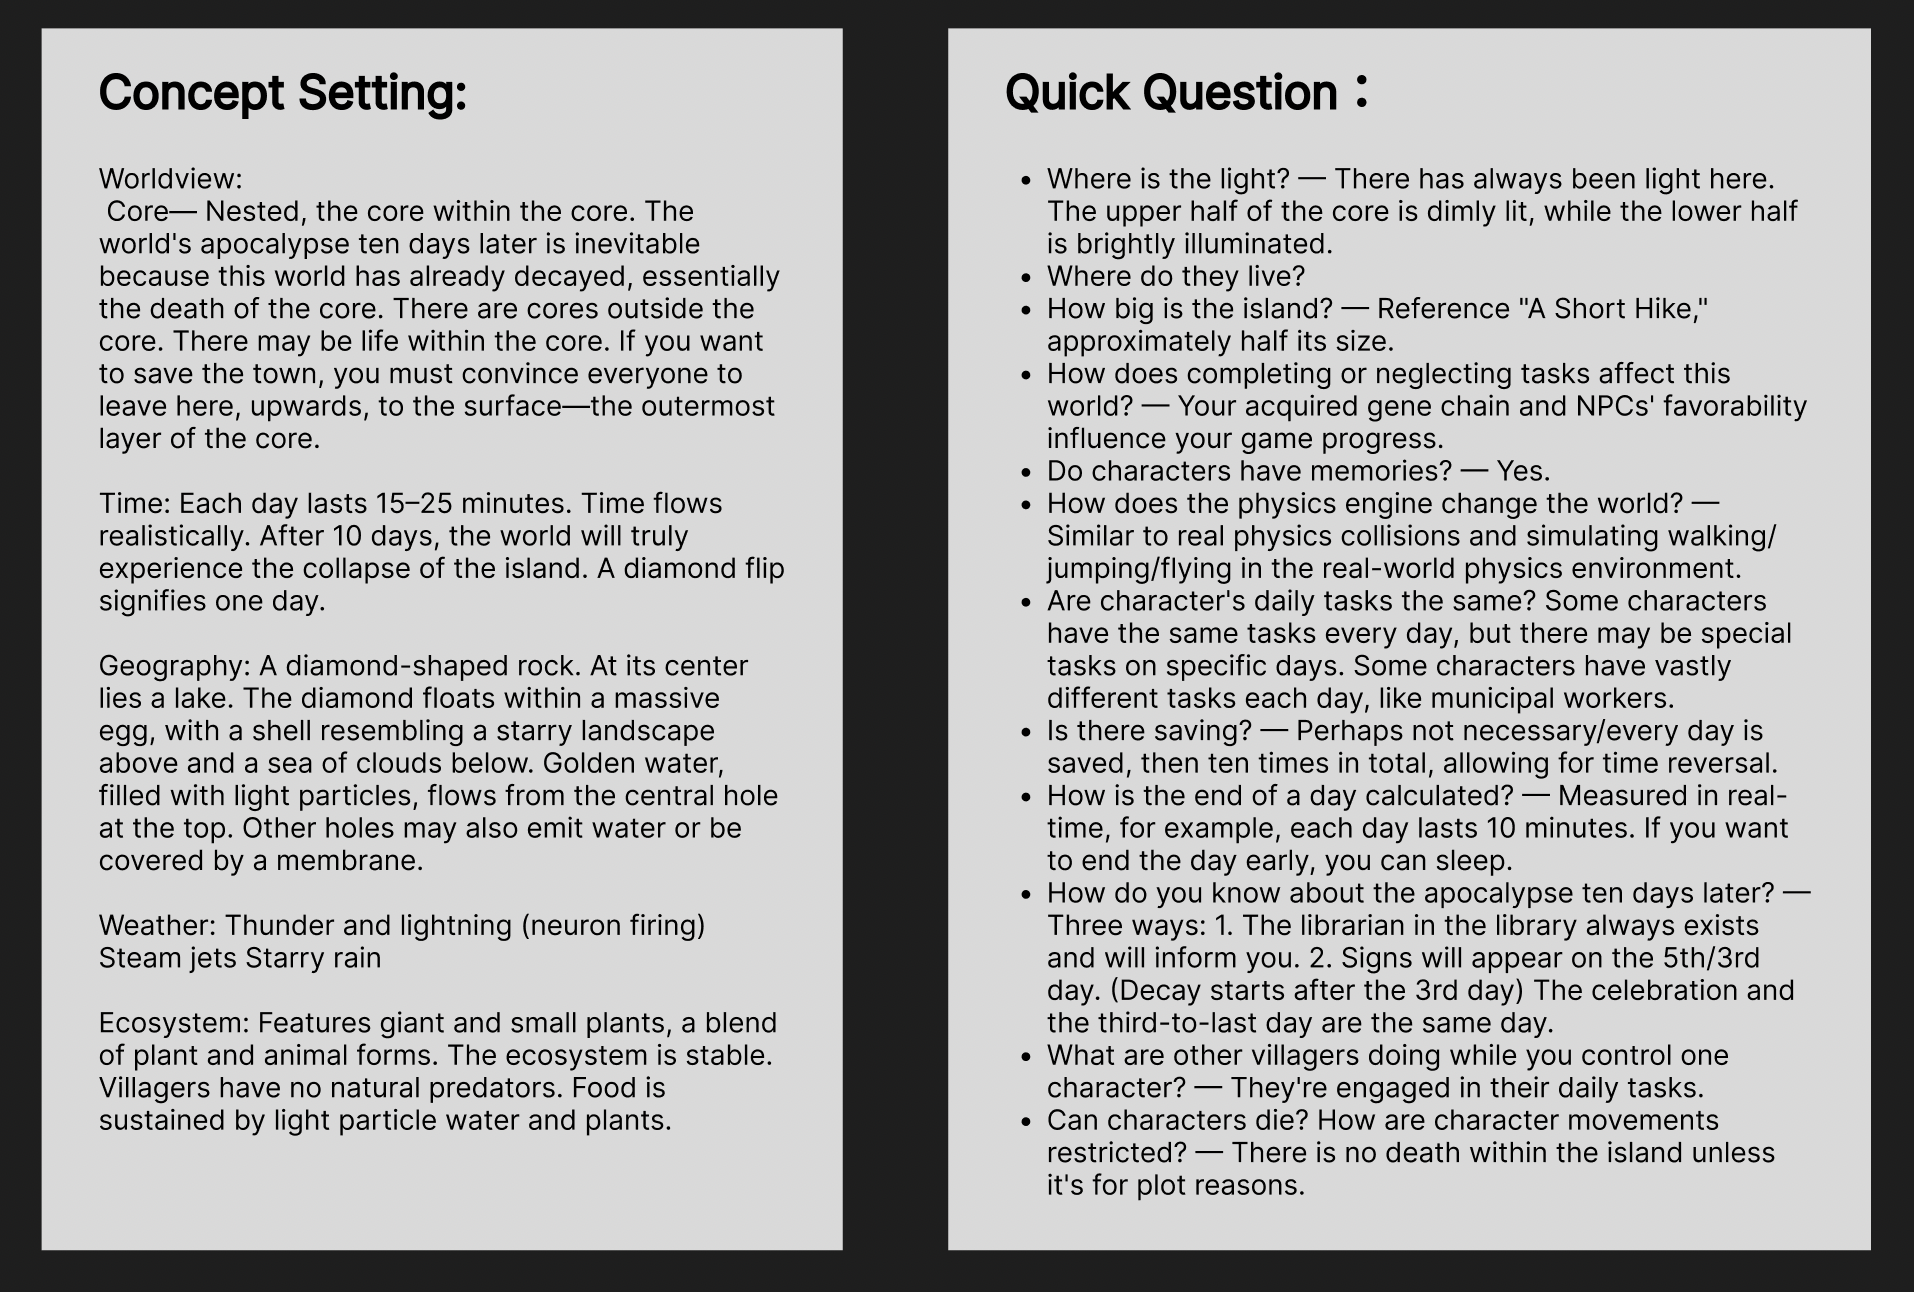 Concept Setting:
Worldview:
Core— Nested, the core within the core. The
world's apocalypse ten days later is inevitable
because this world has already decayed, essentially
the death of the core. There are cores outside the
core. There may be life within the core. If you want
to save the town, you must convince everyone to
leave here, upwards, to the surface—the outermost
layer of the core.
Time: Each day lasts 15–25 minutes. Time flows
realistically. After 10 days, the world will truly
experience the collapse of the island. A diamond flip
signifies one day.
Geography: A diamond-shaped rock. At its center
lies a lake. The diamond floats within a massive
egg, with a shell resembling a starry landscape
above and a sea of clouds below. Golden water,
filled with light particles, flows from the central hole
at the top. Other holes may also emit water or be
covered by a membrane.
Weather: Thunder and lightning (neuron firing)
Steam jets Starry rain
Ecosystem: Features giant and small plants, a blend
of plant and animal forms. The ecosystem is stable.
Villagers have no natural predators. Food is
sustained by light particle water and plants.
Quick Question：
• Where is the light? — There has always been light here.
The upper half of the core is dimly lit, while the lower half
is brightly illuminated.
• Where do they live?
• How big is the island? — Reference "A Short Hike,"
approximately half its size.
• How does completing or neglecting tasks affect this
world? — Your acquired gene chain and NPCs' favorability
influence your game progress.
• Do characters have memories? — Yes.
• How does the physics engine change the world? —
Similar to real physics collisions and simulating walking/
jumping/flying in the real-world physics environment.
• Are character's daily tasks the same? Some characters
have the same tasks every day, but there may be special
tasks on specific days. Some characters have vastly
different tasks each day, like municipal workers.
• Is there saving? — Perhaps not necessary/every day is
saved, then ten times in total, allowing for time reversal.
• How is the end of a day calculated? — Measured in real-
time, for example, each day lasts 10 minutes. If you want
to end the day early, you can sleep.
• How do you know about the apocalypse ten days later? —
Three ways: 1. The librarian in the library always exists
and will inform you. 2. Signs will appear on the 5th/3rd
day. (Decay starts after the 3rd day) The celebration and
the third-to-last day are the same day.
• What are other villagers doing while you control one
character? — They're engaged in their daily tasks.
• Can characters die? How are character movements
restricted? — There is no death within the island unless
it's for plot reasons.